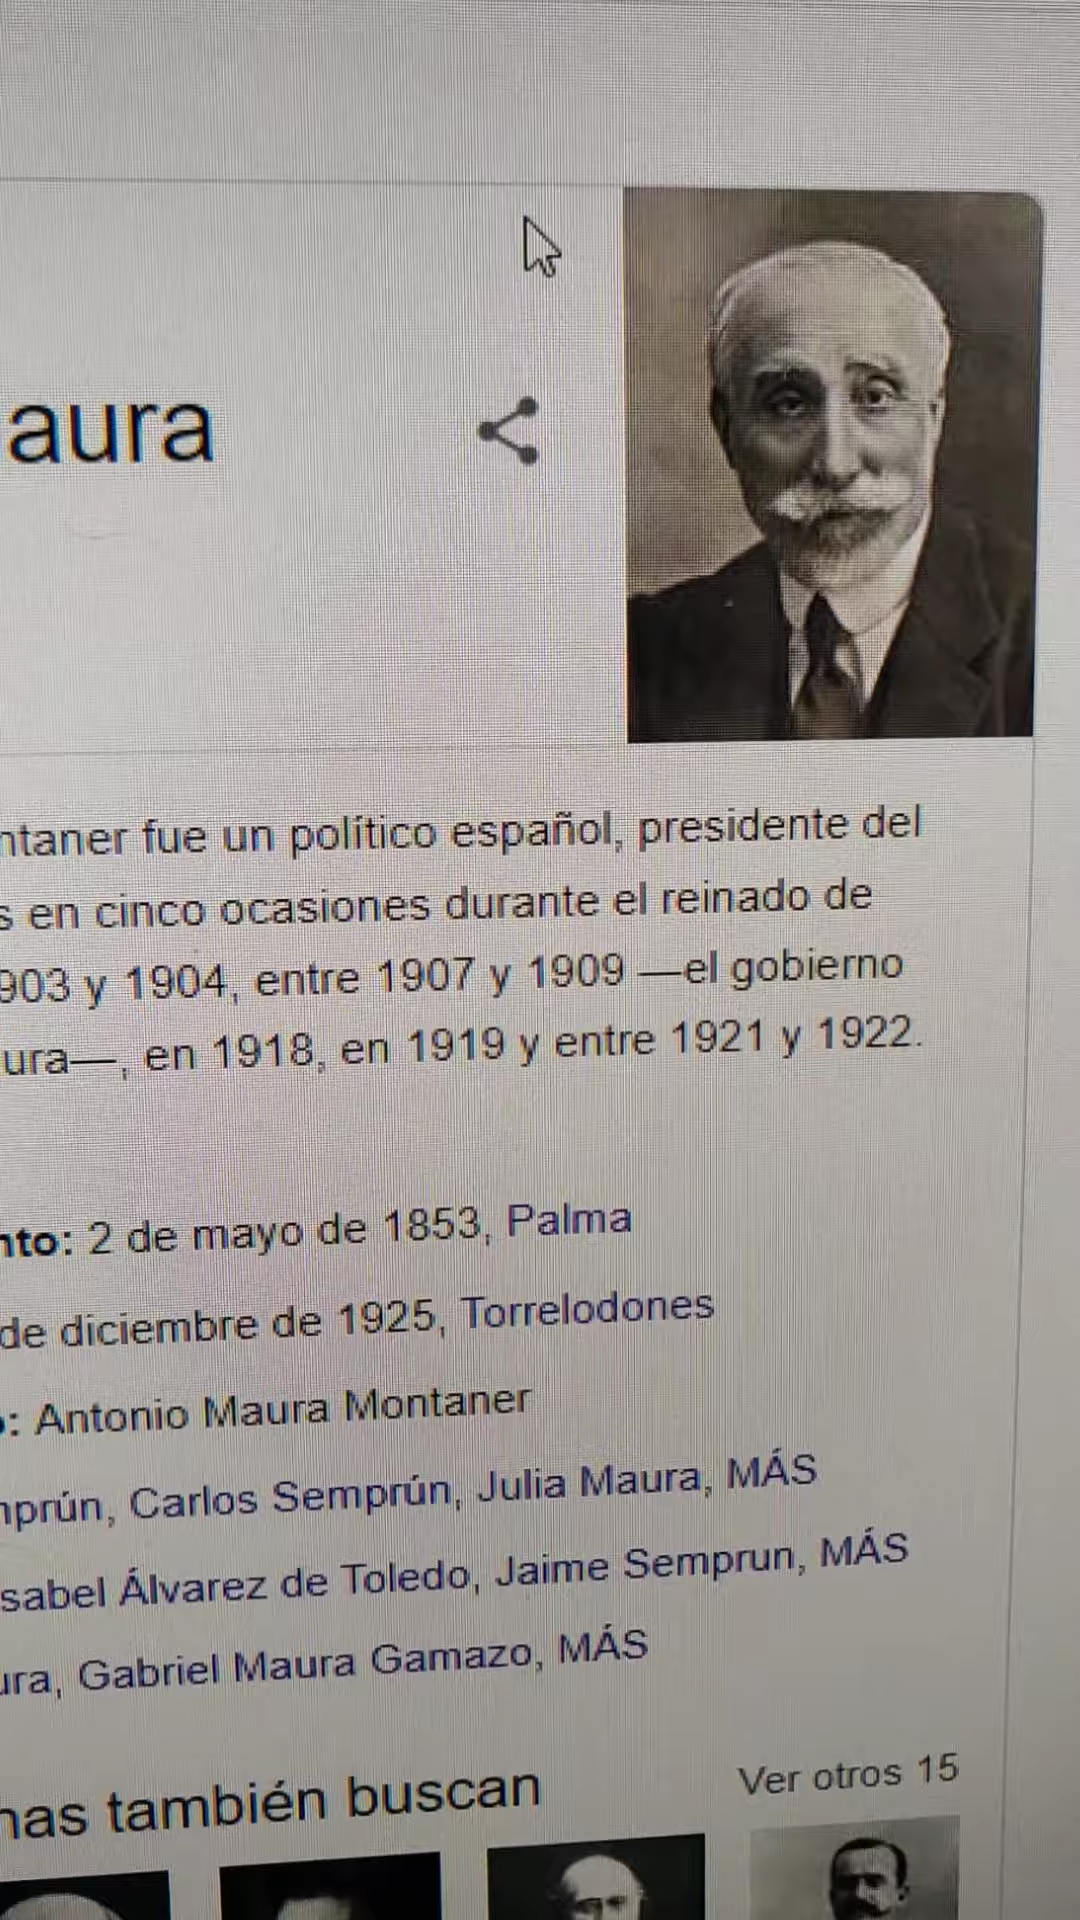 aura
ntaner fue un político español, presidente del
s en cinco ocasiones durante el reinado de
903 y 1904, entre 1907 y 1909 —el gobierno
ura—, en 1918, en 1919 y entre 1921 y 1922.
nto: 2 de mayo de 1853, Palma
de diciembre de 1925, Torrelodones
o: Antonio Maura Montaner
nprún, Carlos Semprún, Julia Maura, MÁS
sabel Álvarez de Toledo, Jaime Semprun, MÁS
ura, Gabriel Maura Gamazo, MÁS
nas también buscan
Ver otros 15